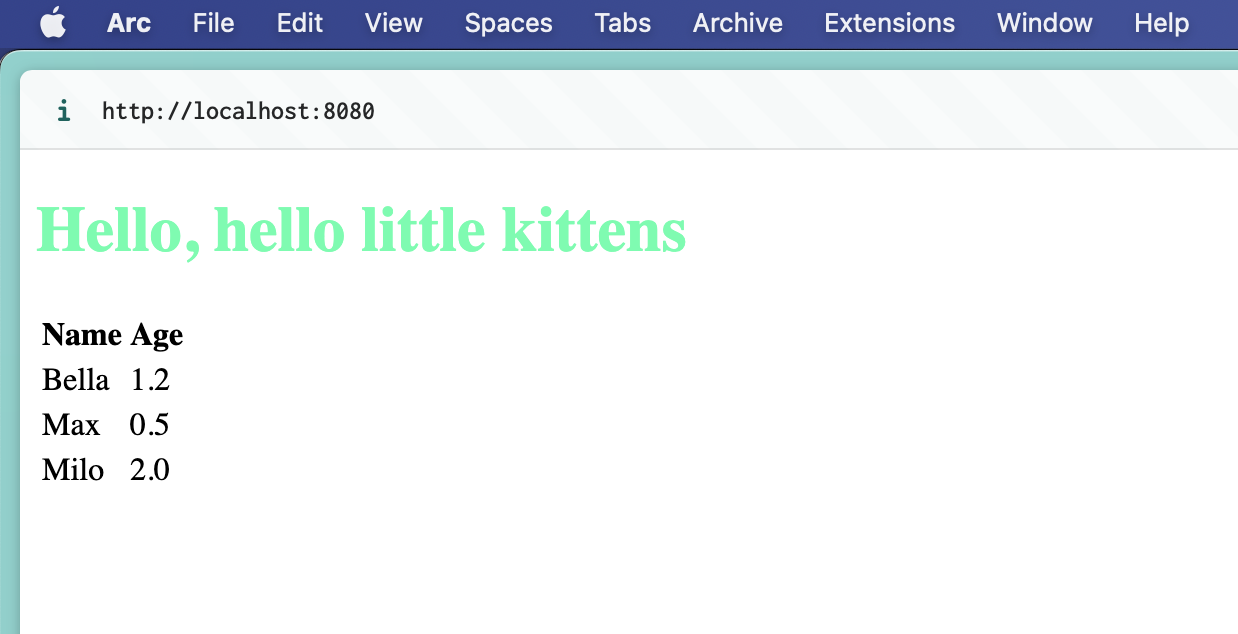 Arc File Edit View Spaces Tabs Archive Extensions Window Help
i http://localhost:8080
Hello, hello little kittens
Name Age
Bella 1.2
Max 0.5
Milo 2.0